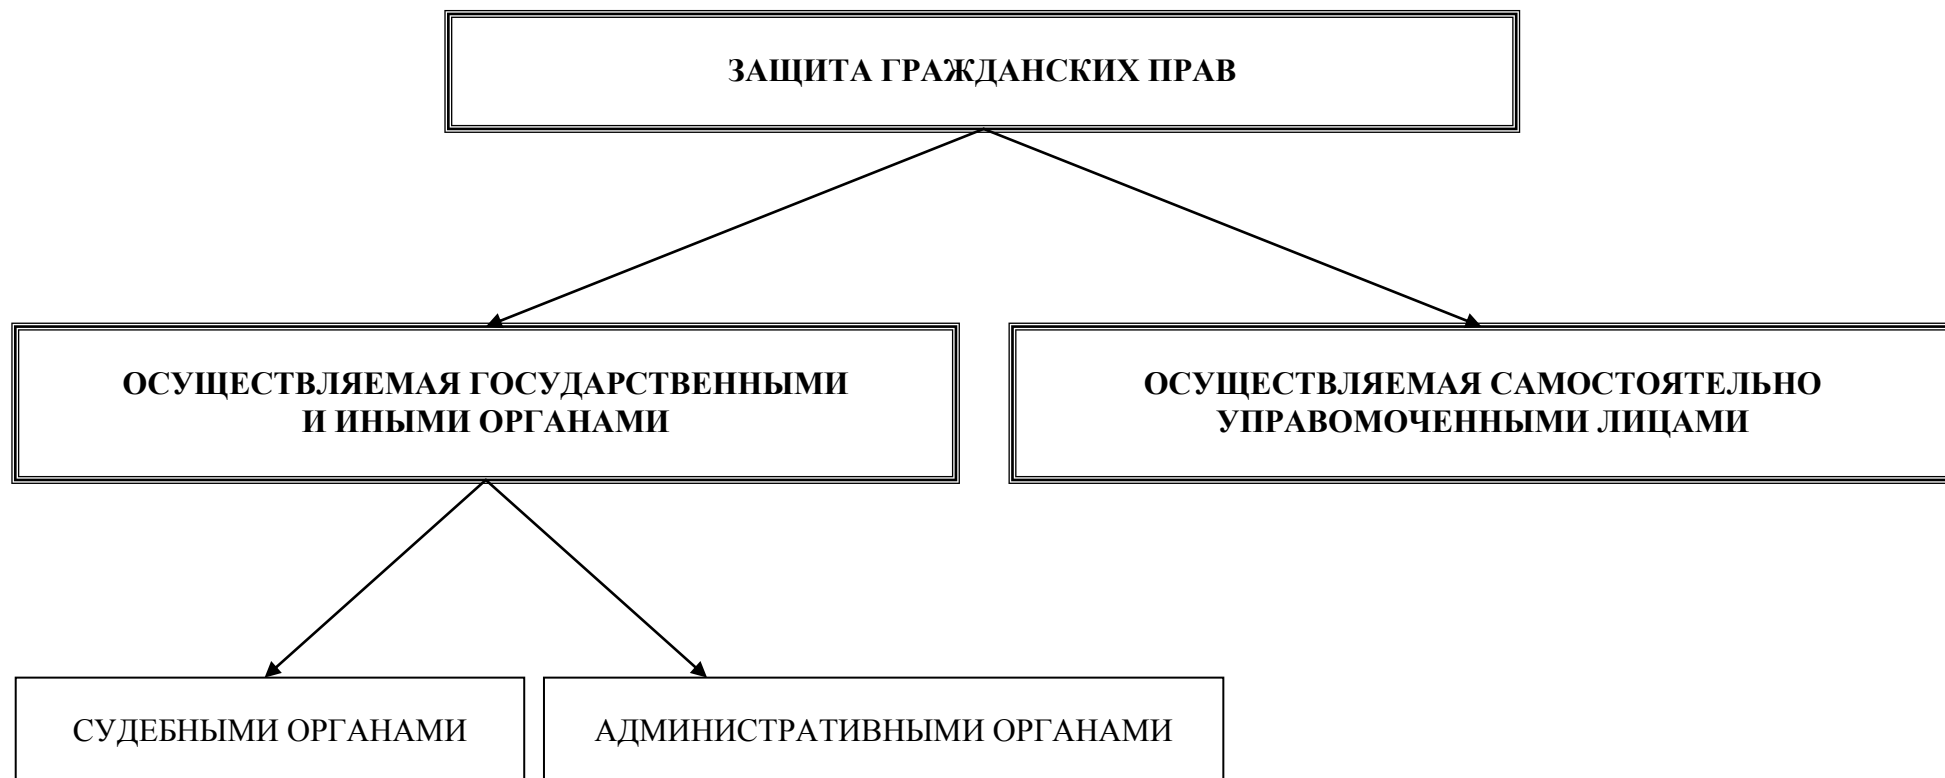 ЗАЩИТА ГРАЖДАНСКИХ ПРАВ
ОСУЩЕСТВЛЯЕМАЯ ГОСУДАРСТВЕННЫМИ
И ИНЫМИ ОРГАНАМИ
ОСУЩЕСТВЛЯЕМАЯ САМОСТОЯТЕЛЬНО
УПРАВОМОЧЕННЫМИ ЛИЦАМИ
СУДЕБНЫМИ ОРГАНАМИ
АДМИНИСТРАТИВНЫМИ ОРГАНАМИ